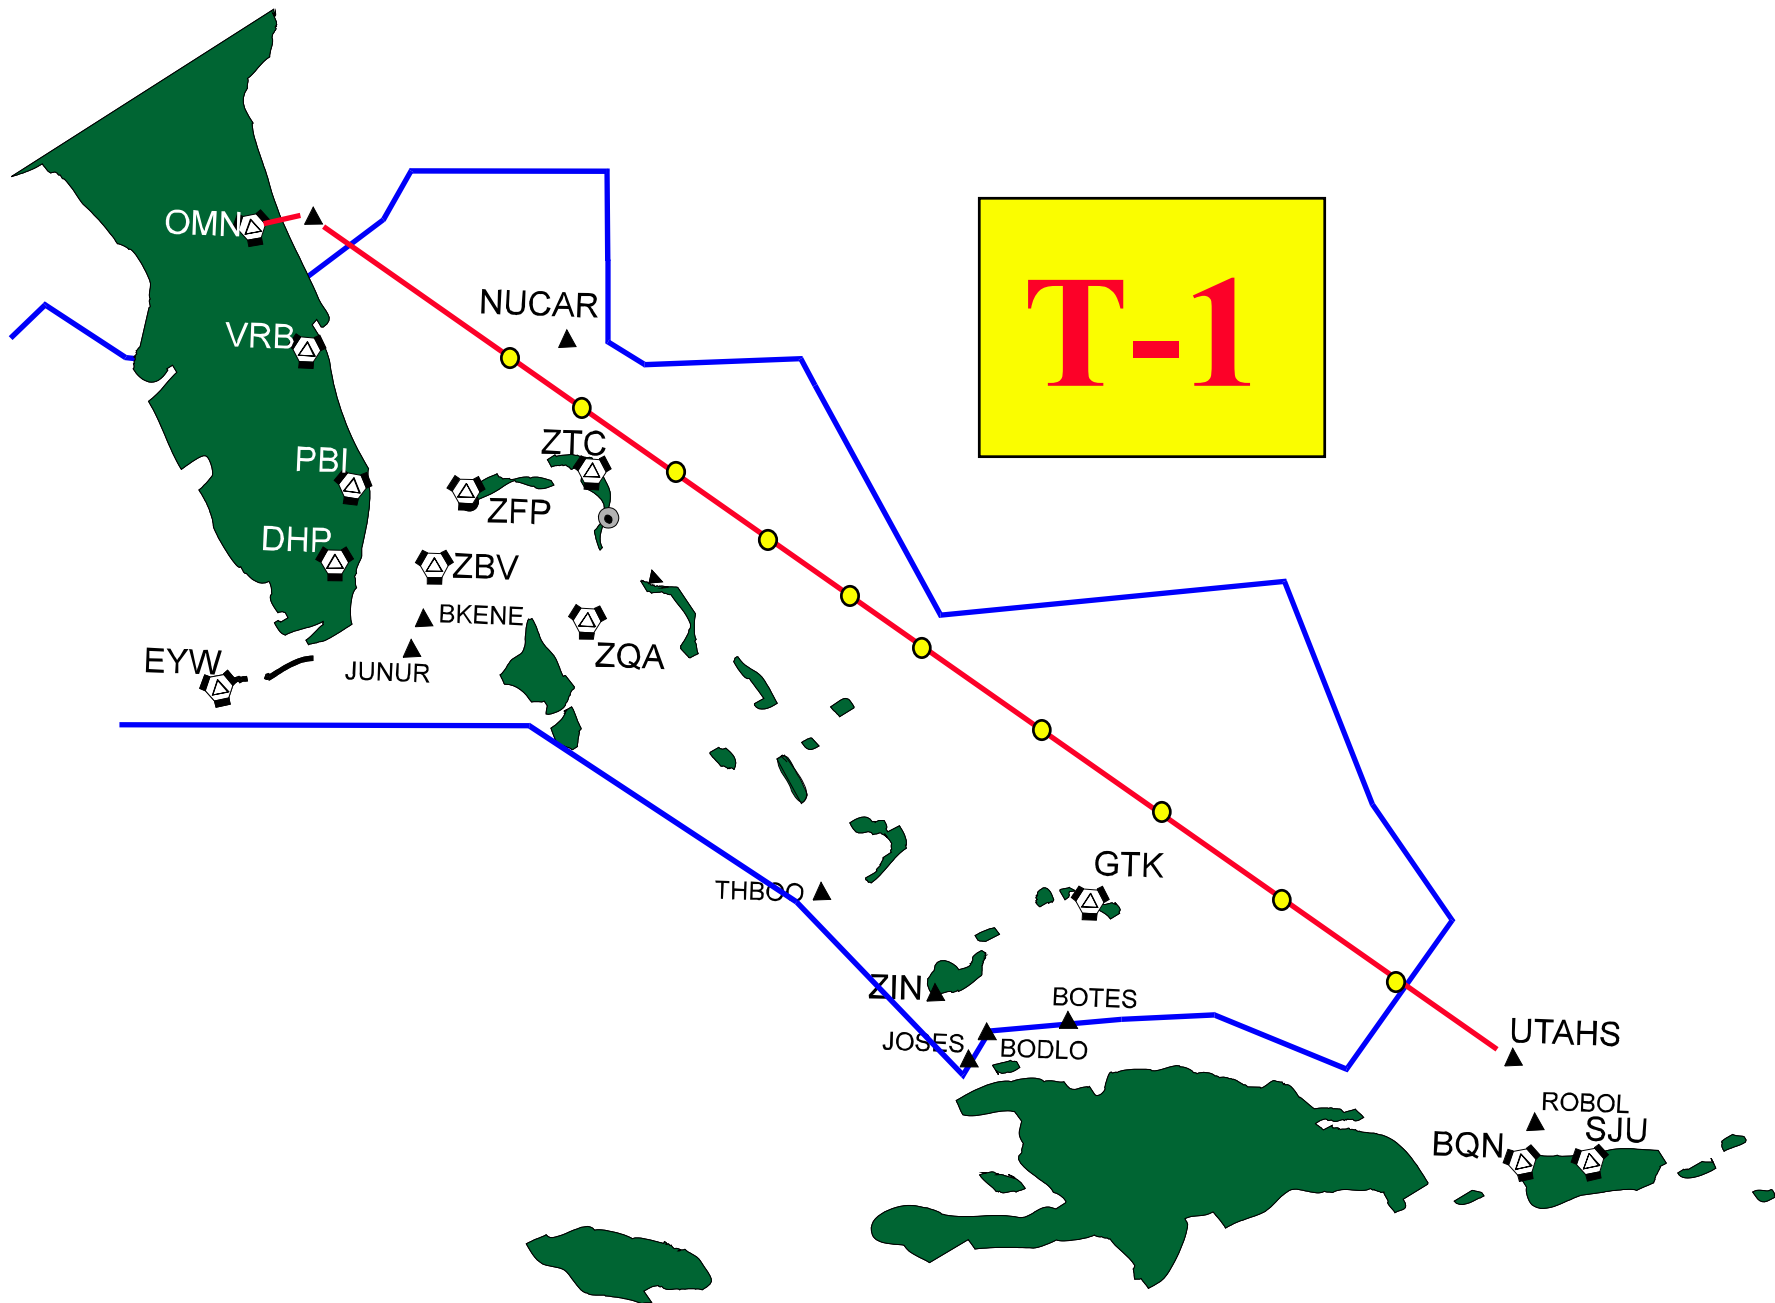 OMN
T-1
NUCAR
VRB
ZTC
PBI
ZFP
DHP
ZBV
BKENE
ZQA
EYW
JUNUR
GTK
THBOO
ZIN
BOTES
UTAHS
JOSES
BODLO
ROBOL
SJU
BQN